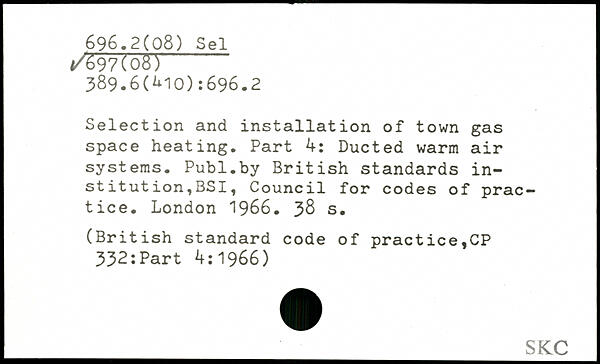 696.2(08) Sel
✓697(08)
389.6(410):696.2
Selection and installation of town gas
space heating. Part 4: Ducted warm air
systems. Publ.by British standards in-
stitution,BSI, Council for codes of prac-
tice. London 1966. 38 s.
(British standard code of practice,CP
332:Part 4:1966)
SKC